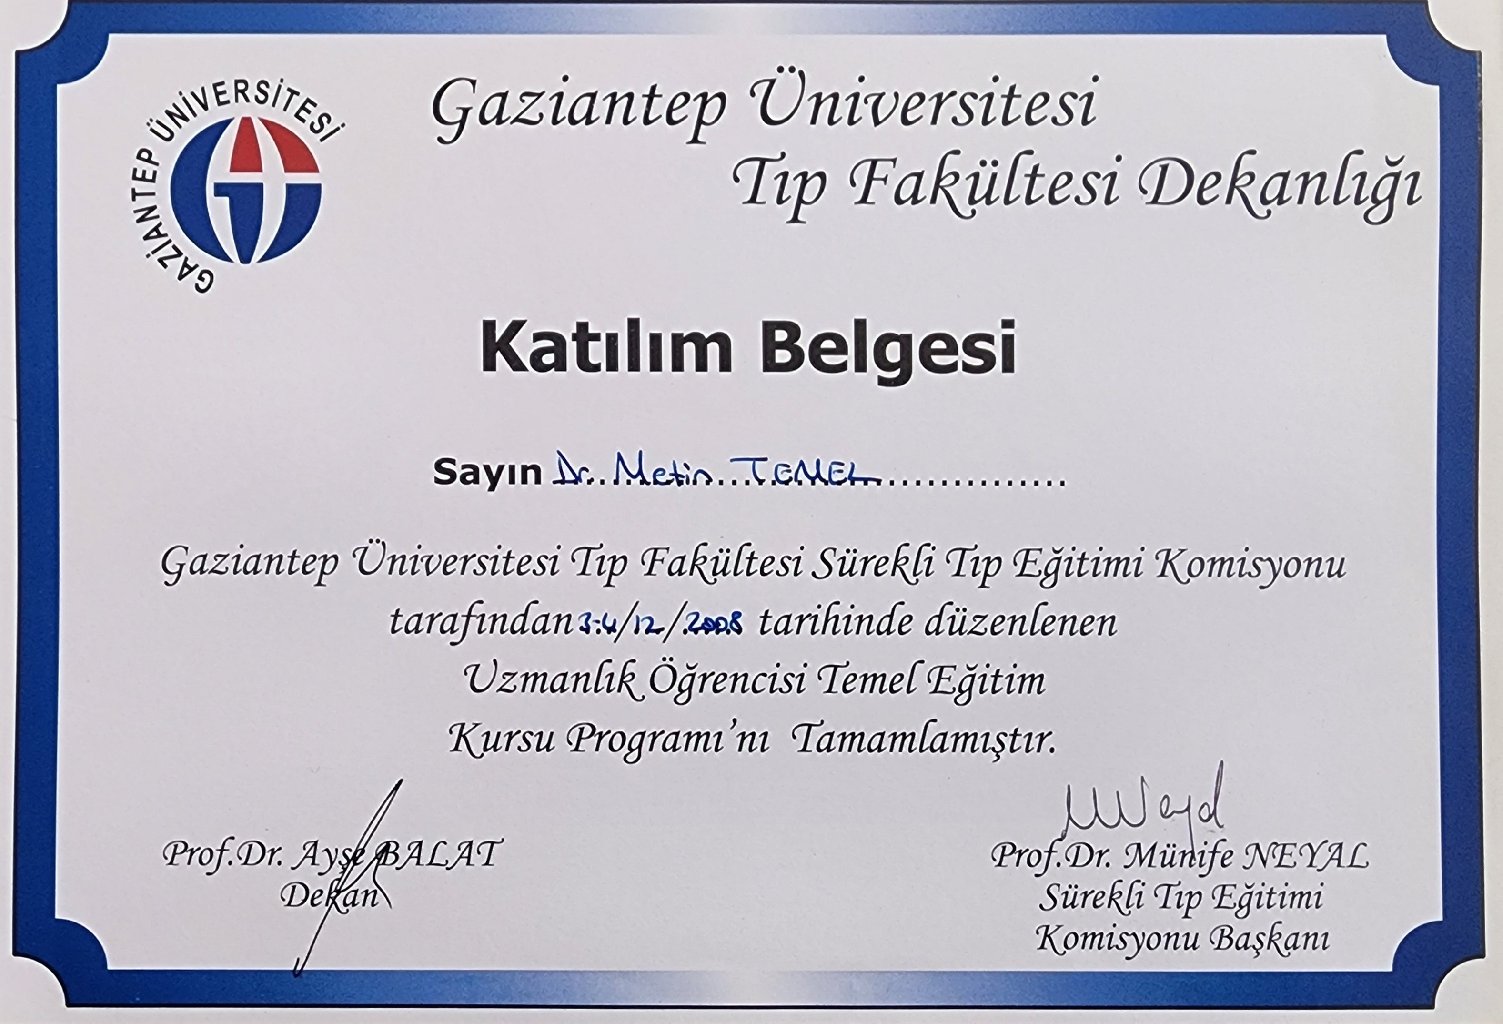 GAZİANTEP ÜNİVERSİTESİ
Gaziantep Üniversitesi
Tıp Fakültesi Dekanlığı
Katılım Belgesi
Sayın Dr. Metin TEMEL
Gaziantep Üniversitesi Tıp Fakültesi Sürekli Tıp Eğitimi Komisyonu
tarafından 3-4/12/2008 tarihinde düzenlenen
Uzmanlık Öğrencisi Temel Eğitim
Kursu Programı'nı Tamamlamıştır.
Prof.Dr. Ayşe BALAT
Dekan
Prof.Dr. Münife NEYAL
Sürekli Tıp Eğitimi
Komisyonu Başkanı